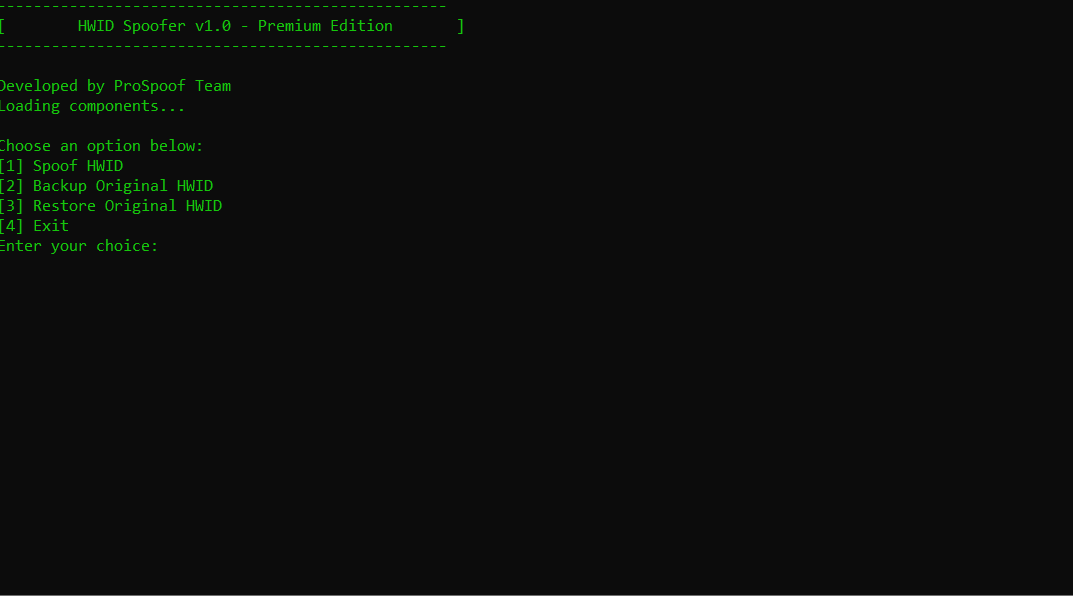 --------------------------------------------------
[        HWID Spoofer v1.0 - Premium Edition       ]
--------------------------------------------------
Developed by ProSpoof Team
Loading components...
Choose an option below:
[1] Spoof HWID
[2] Backup Original HWID
[3] Restore Original HWID
[4] Exit
Enter your choice: